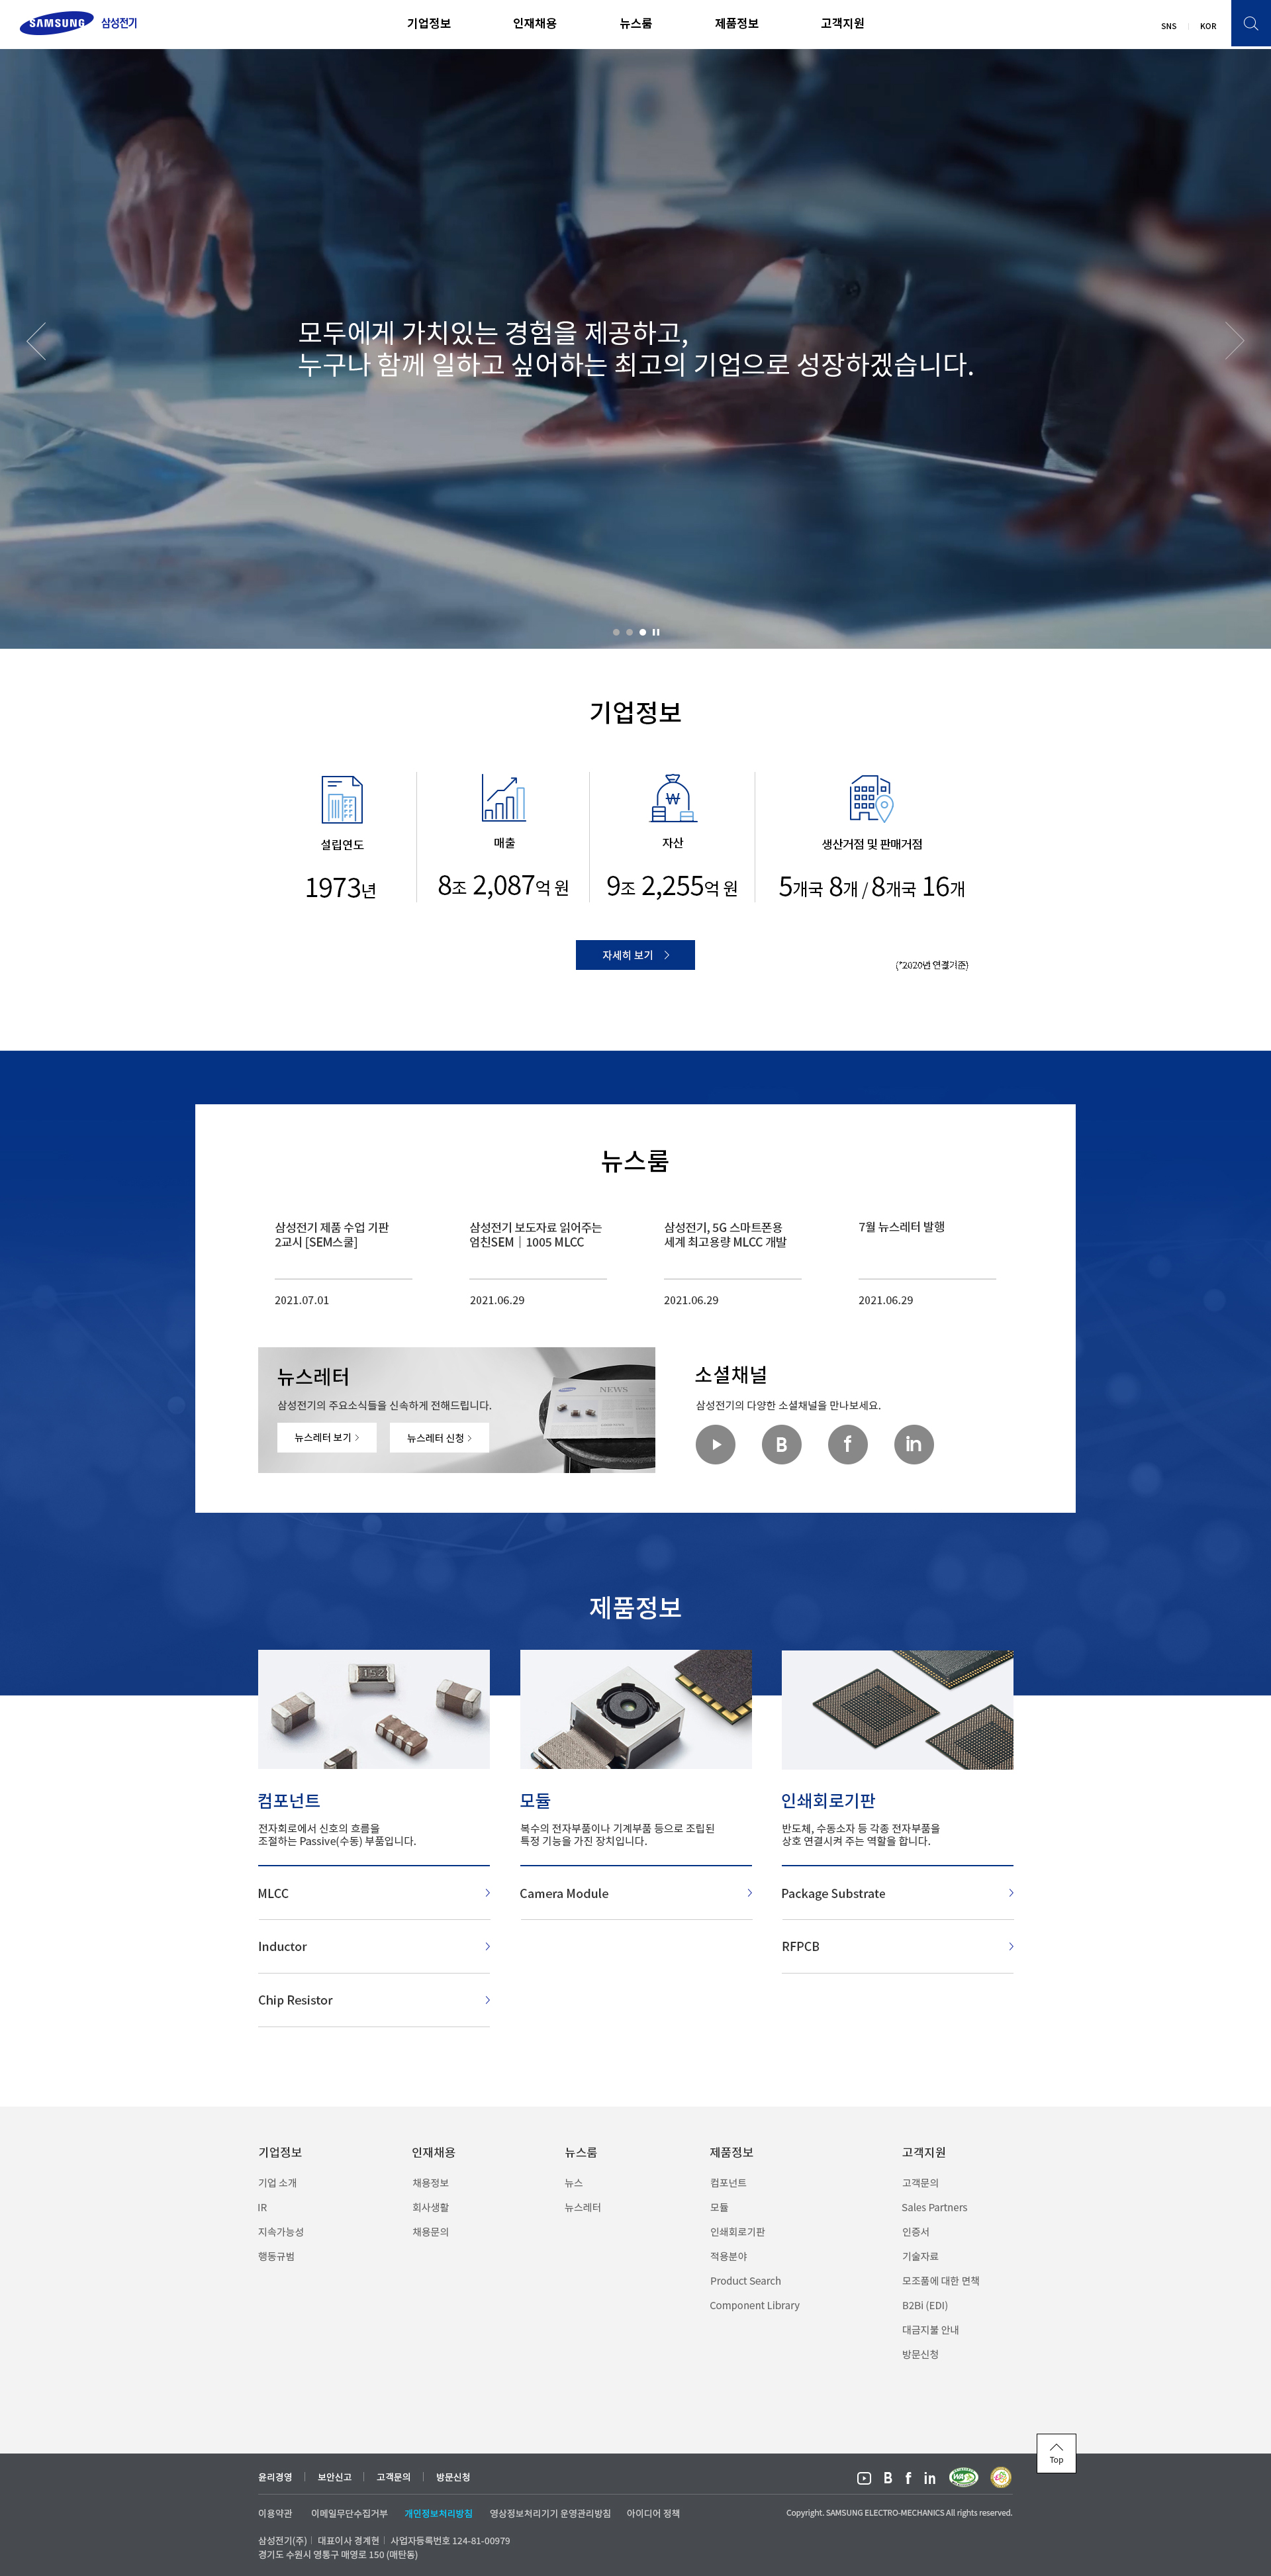 SAMSUNG 삼성전기
기업정보 인재채용 뉴스룸 제품정보 고객지원
SNS KOR
모두에게 가치있는 경험을 제공하고,
누구나 함께 일하고 싶어하는 최고의 기업으로 성장하겠습니다.
기업정보
설립연도
1973년
매출
8조 2,087억 원
자산
9조 2,255억 원
생산거점 및 판매거점
5개국 8개 / 8개국 16개
자세히 보기
(*2020년 연결기준)
뉴스룸
삼성전기 제품 수업 기판
2교시 [SEM스쿨]
2021.07.01
삼성전기 보도자료 읽어주는
엄친SEM│1005 MLCC
2021.06.29
삼성전기, 5G 스마트폰용
세계 최고용량 MLCC 개발
2021.06.29
7월 뉴스레터 발행
2021.06.29
뉴스레터
삼성전기의 주요소식들을 신속하게 전해드립니다.
뉴스레터 보기
뉴스레터 신청
NEWS
소셜채널
삼성전기의 다양한 소셜채널을 만나보세요.
B f in
제품정보
152
컴포넌트
전자회로에서 신호의 흐름을
조절하는 Passive(수동) 부품입니다.
MLCC
Inductor
Chip Resistor
모듈
복수의 전자부품이나 기계부품 등으로 조립된
특정 기능을 가진 장치입니다.
Camera Module
인쇄회로기판
반도체, 수동소자 등 각종 전자부품을
상호 연결시켜 주는 역할을 합니다.
Package Substrate
RFPCB
기업정보
기업 소개
IR
지속가능성
행동규범
인재채용
채용정보
회사생활
채용문의
뉴스룸
뉴스
뉴스레터
제품정보
컴포넌트
모듈
인쇄회로기판
적용분야
Product Search
Component Library
고객지원
고객문의
Sales Partners
인증서
기술자료
모조품에 대한 면책
B2Bi (EDI)
대금지불 안내
방문신청
Top
윤리경영 보안신고 고객문의 방문신청
B f in WA
이용약관 이메일무단수집거부 개인정보처리방침 영상정보처리기기 운영관리방침 아이디어 정책
Copyright. SAMSUNG ELECTRO-MECHANICS All rights reserved.
삼성전기(주)│대표이사 경계현│사업자등록번호 124-81-00979
경기도 수원시 영통구 매영로 150 (매탄동)